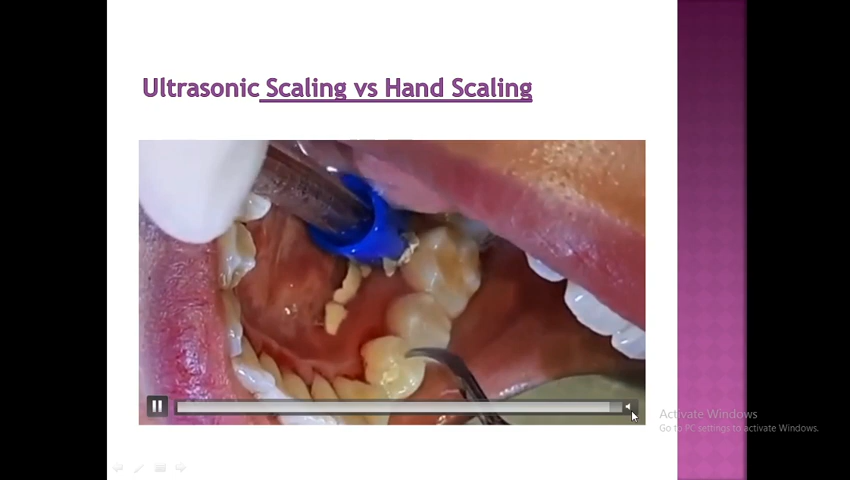 Ultrasonic Scaling vs Hand Scaling
Activate Windows
Go to PC settings to activate Windows.